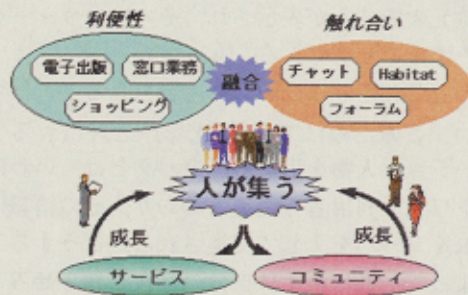 利便性
触れ合い
電子出版
窓口業務
ショッピング
融合
チャット
Habitat
フォーラム
人が集う
成長
成長
サービス
コミュニティ